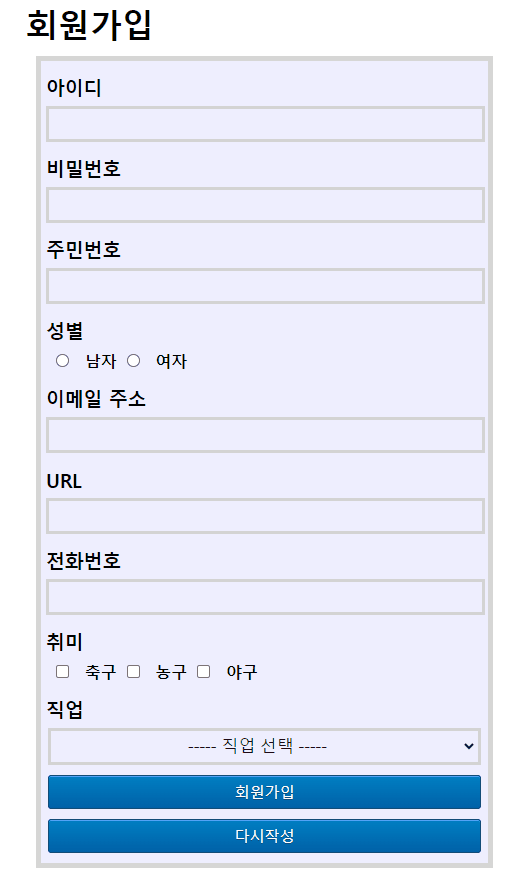 회원가입
아이디
비밀번호
주민번호
성별
남자 여자
이메일 주소
URL
전화번호
취미
축구 농구 야구
직업
----- 직업 선택 -----
회원가입
다시작성